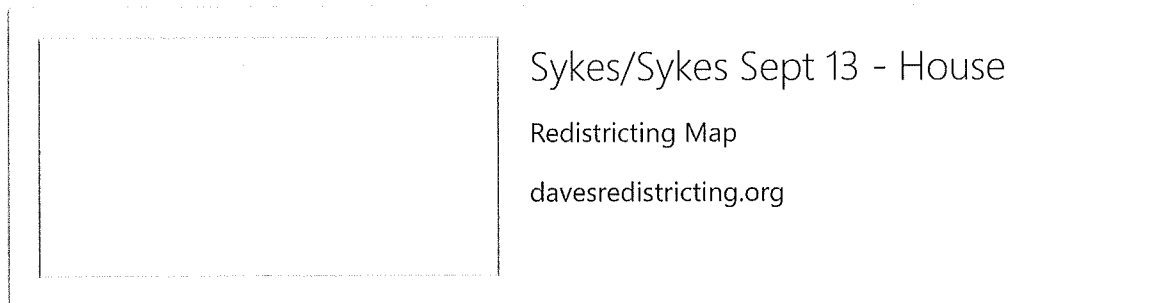 Sykes/Sykes Sept 13 - House
Redistricting Map
davesredistricting.org